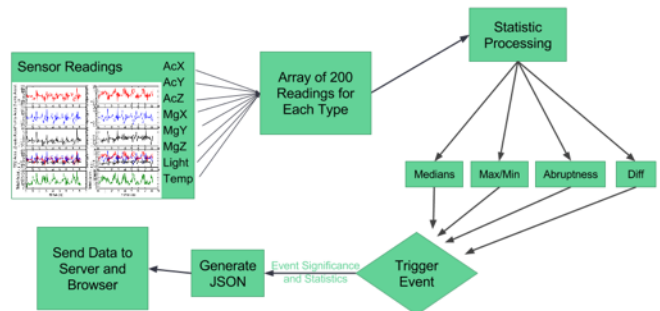 Sensor Readings
AcX
AcY
AcZ
MgX
MgY
MgZ
Light
Temp
Array of 200
Readings for
Each Type
Statistic
Processing
Medians
Max/Min
Abruptness
Diff
Trigger
Event
Event Significance
and Statistics
Generate
JSON
Send Data to
Server and
Browser